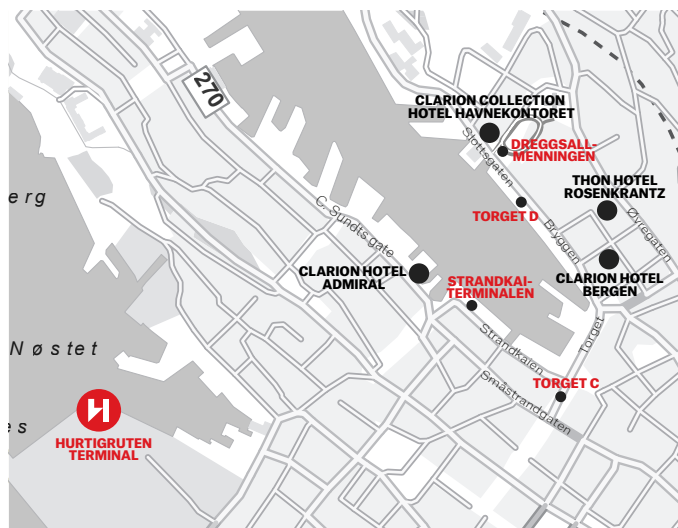 270
CLARION COLLECTION
HOTEL HAVNEKONTORET
DREGGSALL-
MENNINGEN
Slottsgaten
THON HOTEL
ROSENKRANTZ
erg
TORGET D
C. Sundts gate
Bryggen
Øvregaten
CLARION HOTEL
ADMIRAL
STRANDKAI-
TERMINALEN
CLARION HOTEL
BERGEN
Nøstet
Strandkaien
Torget
Småstrandgaten
TORGET C
H
es
HURTIGRUTEN
TERMINAL